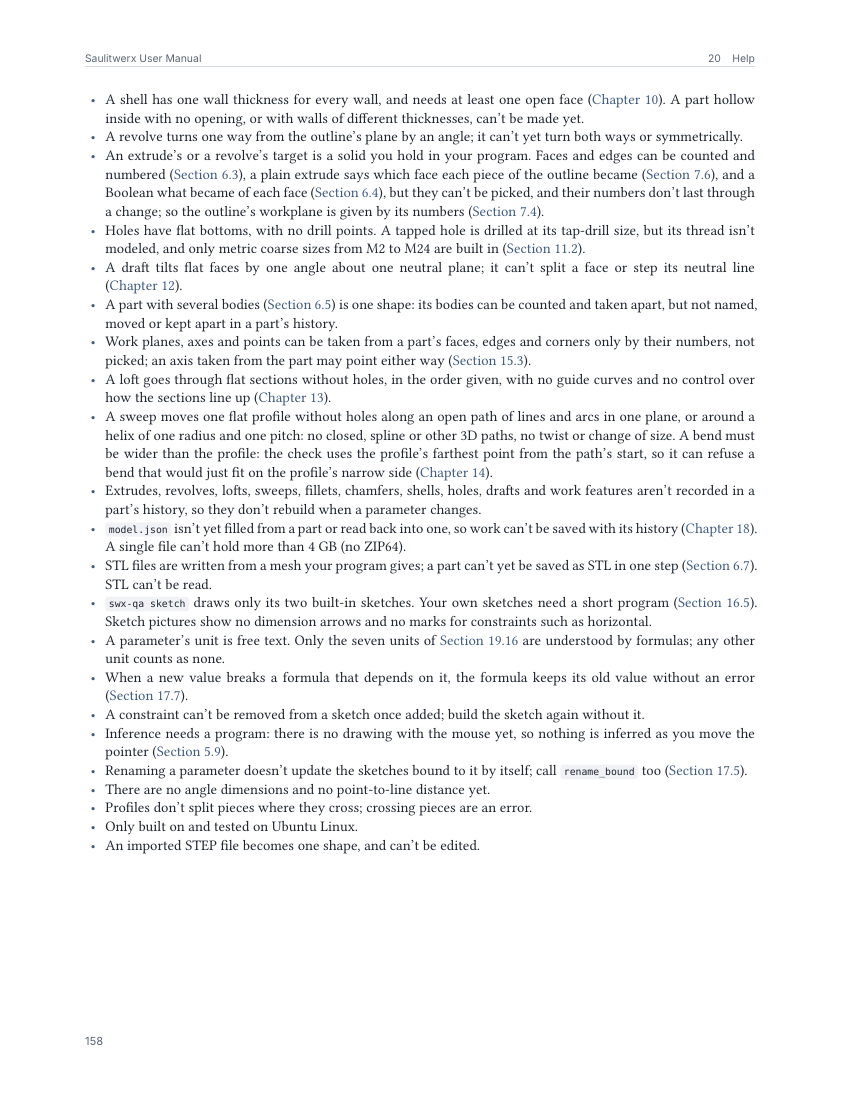 Saulitwerx User Manual
20 Help
• A shell has one wall thickness for every wall, and needs at least one open face (Chapter 10). A part hollow
inside with no opening, or with walls of different thicknesses, can't be made yet.
• A revolve turns one way from the outline's plane by an angle; it can't yet turn both ways or symmetrically.
• An extrude's or a revolve's target is a solid you hold in your program. Faces and edges can be counted and
numbered (Section 6.3), a plain extrude says which face each piece of the outline became (Section 7.6), and a
Boolean what became of each face (Section 6.4), but they can't be picked, and their numbers don't last through
a change; so the outline's workplane is given by its numbers (Section 7.4).
• Holes have flat bottoms, with no drill points. A tapped hole is drilled at its tap-drill size, but its thread isn't
modeled, and only metric coarse sizes from M2 to M24 are built in (Section 11.2).
• A draft tilts flat faces by one angle about one neutral plane; it can't split a face or step its neutral line
(Chapter 12).
• A part with several bodies (Section 6.5) is one shape: its bodies can be counted and taken apart, but not named,
moved or kept apart in a part's history.
• Work planes, axes and points can be taken from a part's faces, edges and corners only by their numbers, not
picked; an axis taken from the part may point either way (Section 15.3).
• A loft goes through flat sections without holes, in the order given, with no guide curves and no control over
how the sections line up (Chapter 13).
• A sweep moves one flat profile without holes along an open path of lines and arcs in one plane, or around a
helix of one radius and one pitch: no closed, spline or other 3D paths, no twist or change of size. A bend must
be wider than the profile: the check uses the profile's farthest point from the path's start, so it can refuse a
bend that would just fit on the profile's narrow side (Chapter 14).
• Extrudes, revolves, lofts, sweeps, fillets, chamfers, shells, holes, drafts and work features aren't recorded in a
part's history, so they don't rebuild when a parameter changes.
• model.json isn't yet filled from a part or read back into one, so work can't be saved with its history (Chapter 18).
A single file can't hold more than 4 GB (no ZIP64).
• STL files are written from a mesh your program gives; a part can't yet be saved as STL in one step (Section 6.7).
STL can't be read.
• swx-qa sketch draws only its two built-in sketches. Your own sketches need a short program (Section 16.5).
Sketch pictures show no dimension arrows and no marks for constraints such as horizontal.
• A parameter's unit is free text. Only the seven units of Section 19.16 are understood by formulas; any other
unit counts as none.
• When a new value breaks a formula that depends on it, the formula keeps its old value without an error
(Section 17.7).
• A constraint can't be removed from a sketch once added; build the sketch again without it.
• Inference needs a program: there is no drawing with the mouse yet, so nothing is inferred as you move the
pointer (Section 5.9).
• Renaming a parameter doesn't update the sketches bound to it by itself; call rename_bound too (Section 17.5).
• There are no angle dimensions and no point-to-line distance yet.
• Profiles don't split pieces where they cross; crossing pieces are an error.
• Only built on and tested on Ubuntu Linux.
• An imported STEP file becomes one shape, and can't be edited.
158